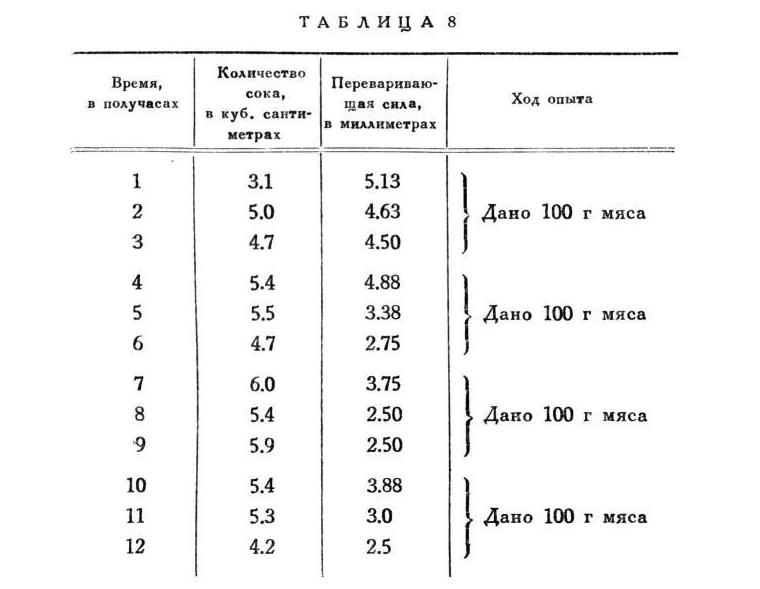 ТАБЛИЦА 8
Время, в получасах | Количество сока, в куб. санти-метрах | Перевариваю-щая сила, в миллиметрах | Ход опыта
1 3.1 5.13
2 5.0 4.63 Дано 100 г мяса
3 4.7 4.50
4 5.4 4.88
5 5.5 3.38 Дано 100 г мяса
6 4.7 2.75
7 6.0 3.75
8 5.4 2.50 Дано 100 г мяса
9 5.9 2.50
10 5.4 3.88
11 5.3 3.0 Дано 100 г мяса
12 4.2 2.5